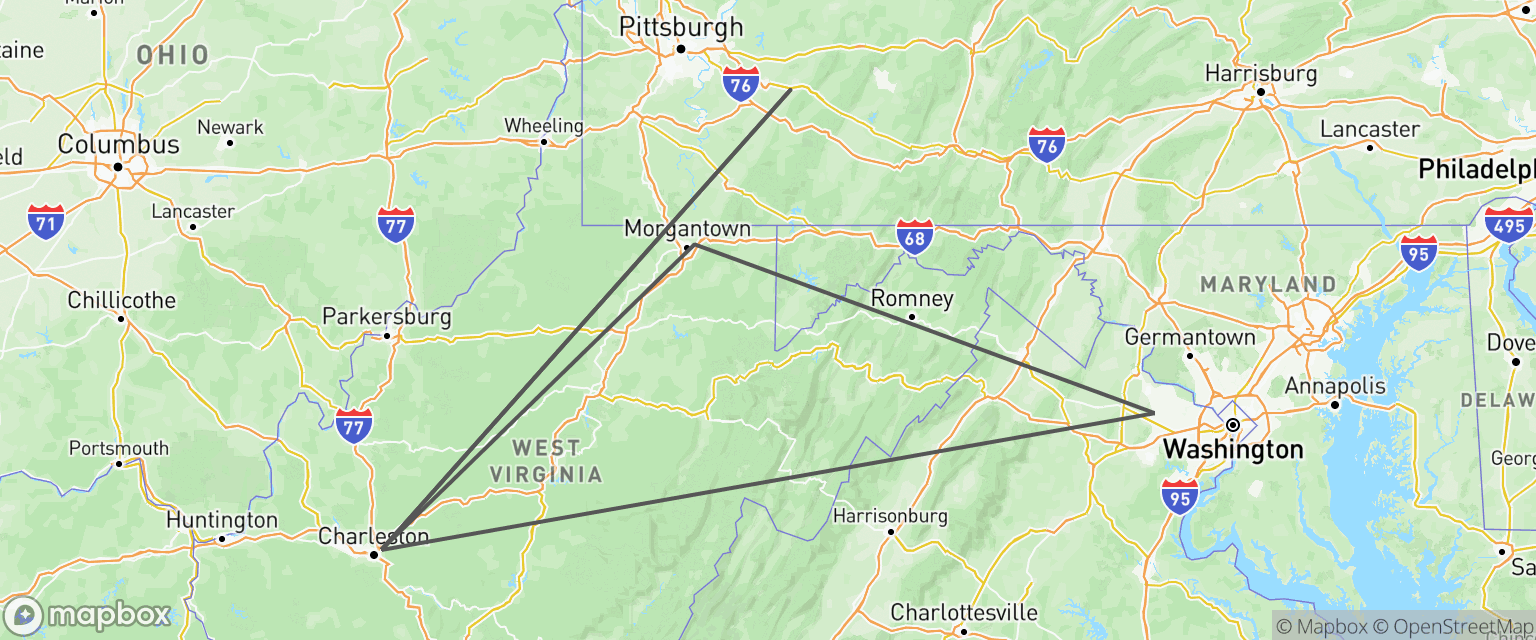 Marion
Pittsburgh
OHIO
76
Harrisburg
Newark
Wheeling
Columbus
Lancaster
76
Philadelph
Lancaster
71
77
Morgantown
68
495
95
MARYLAND
Chillicothe
Romney
Parkersburg
Germantown
Dove
Annapolis
DELAW
77
WEST
VIRGINIA
Portsmouth
Washington
Georg
95
Huntington
Harrisonburg
Charleston
Sa
Charlottesville
mapbox
© Mapbox © OpenStreetMap